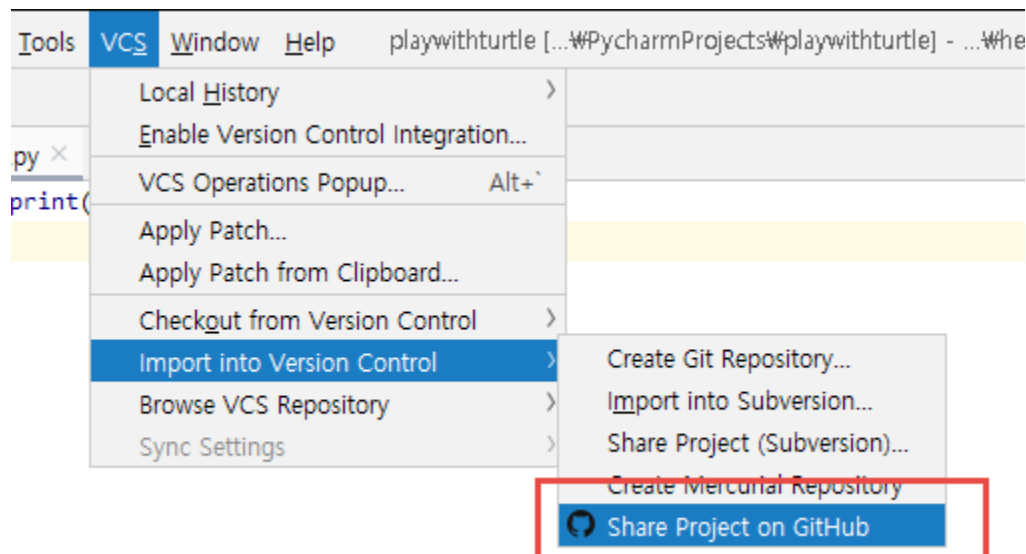 Tools VCS Window Help playwithturtle [...₩PycharmProjects₩playwithturtle] - ...₩he
Local History
Enable Version Control Integration...
.py
VCS Operations Popup... Alt+`
print(
Apply Patch...
Apply Patch from Clipboard...
Checkout from Version Control
Import into Version Control
Browse VCS Repository
Sync Settings
Create Git Repository...
Import into Subversion...
Share Project (Subversion)...
Create Mercurial Repository
Share Project on GitHub